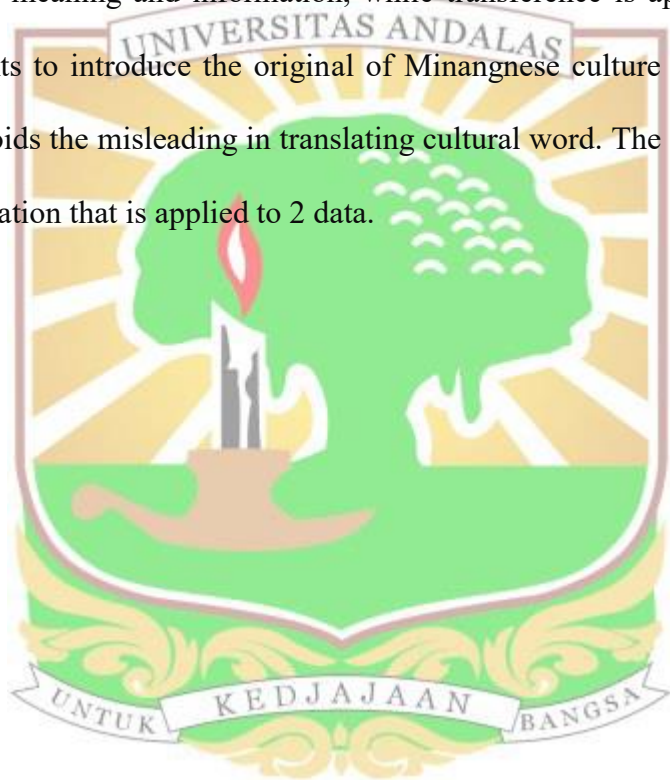 meaning and information, while transference is ap
UNIVERSITAS ANDALAS
ts to introduce the original of Minangnese culture
oids the misleading in translating cultural word. The
ation that is applied to 2 data.
UNTUK KEDJAJAAN BANGSA